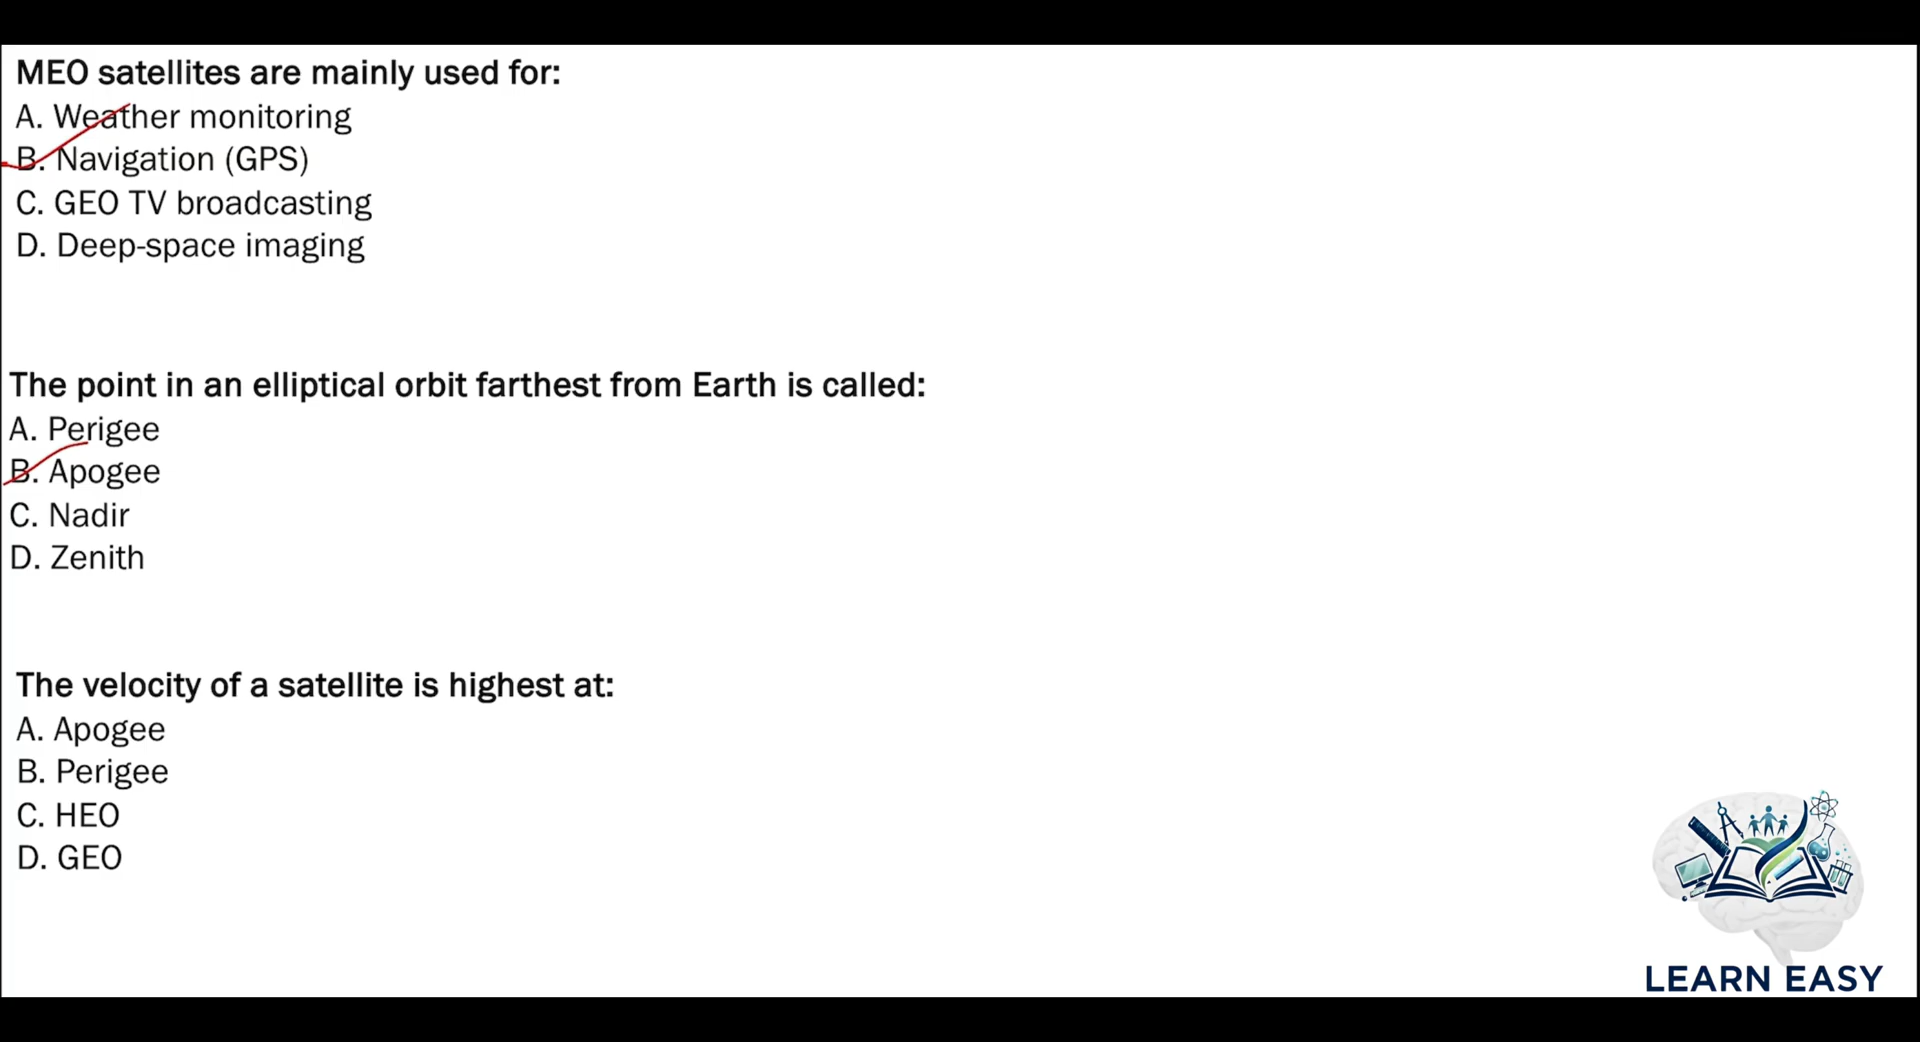 MEO satellites are mainly used for:
A. Weather monitoring
B. Navigation (GPS)
C. GEO TV broadcasting
D. Deep-space imaging
The point in an elliptical orbit farthest from Earth is called:
A. Perigee
B. Apogee
C. Nadir
D. Zenith
The velocity of a satellite is highest at:
A. Apogee
B. Perigee
C. HEO
D. GEO
LEARN EASY